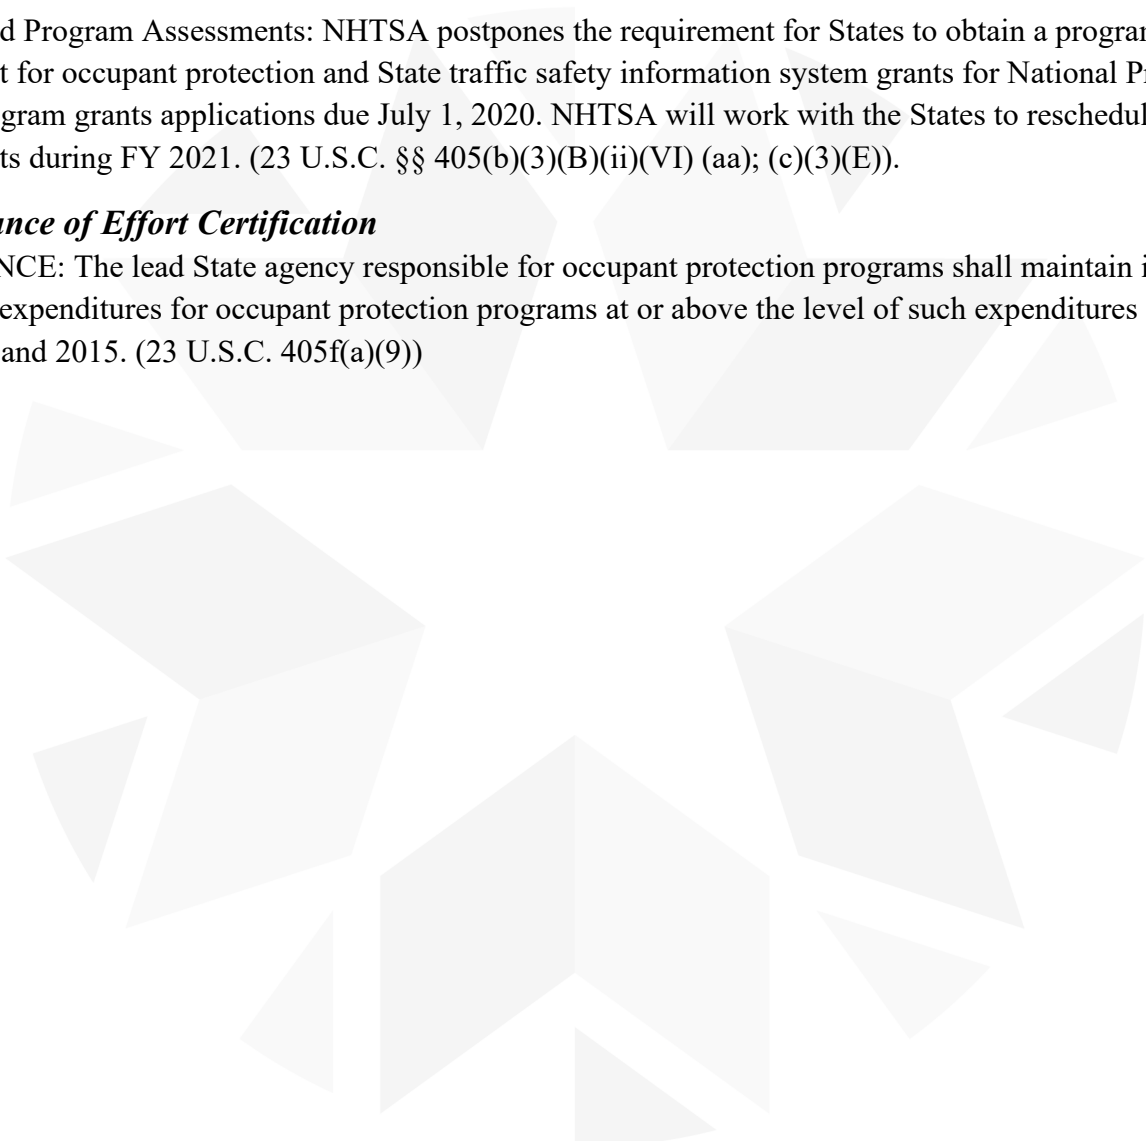 d Program Assessments: NHTSA postpones the requirement for States to obtain a progran
t for occupant protection and State traffic safety information system grants for National P
gram grants applications due July 1, 2020. NHTSA will work with the States to reschedul
ts during FY 2021. (23 U.S.C. §§ 405(b)(3)(B)(ii)(VI) (aa); (c)(3)(E)).
ance of Effort Certification
NCE: The lead State agency responsible for occupant protection programs shall maintain i
expenditures for occupant protection programs at or above the level of such expenditures
and 2015. (23 U.S.C. 405f(a)(9))